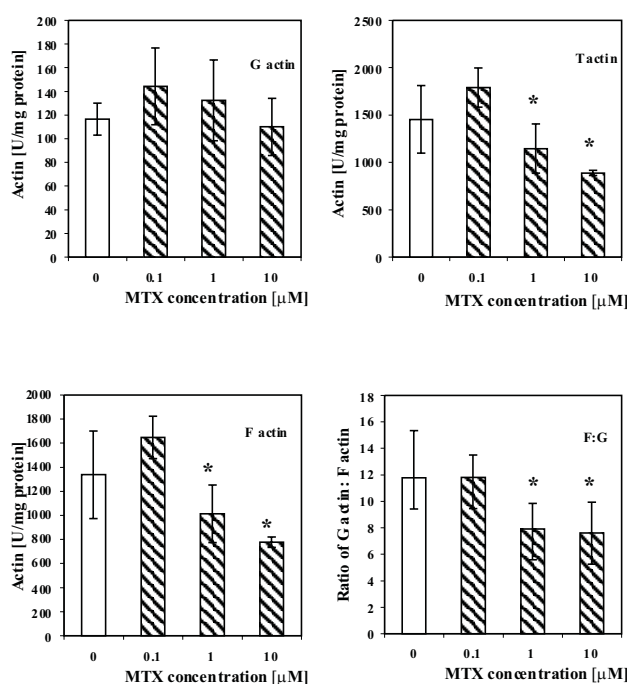 G actin
Actin [U/mg protein]
200
180
160
140
120
100
80
60
40
20
0
0 0.1 1 10
MTX concentration [μM]
T actin
Actin [U/mg protein]
2500
2000
1500
1000
500
0
* *
0 0.1 1 10
MTX concentration [μM]
F actin
Actin [U/mg protein]
2000
1800
1600
1400
1200
1000
800
600
400
200
0
* *
0 0.1 1 10
MTX concentration [μM]
F:G
Ratio of G actin: F actin
18
16
14
12
10
8
6
4
2
0
* *
0 0.1 1 10
MTX concentration [μM]